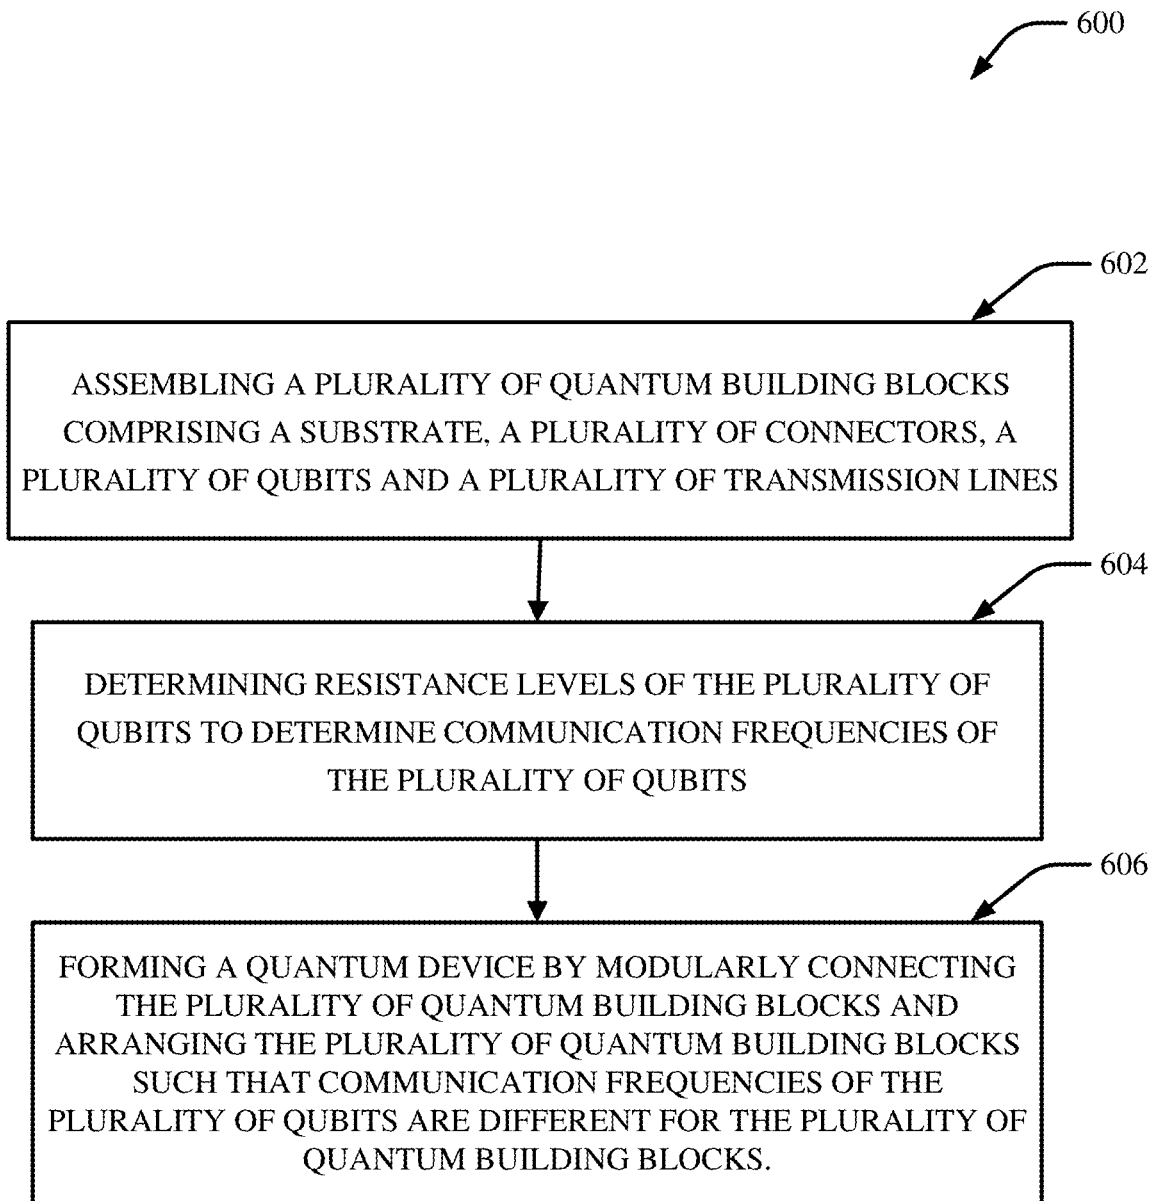 600
602
ASSEMBLING A PLURALITY OF QUANTUM BUILDING BLOCKS
COMPRISING A SUBSTRATE, A PLURALITY OF CONNECTORS, A
PLURALITY OF QUBITS AND A PLURALITY OF TRANSMISSION LINES
604
DETERMINING RESISTANCE LEVELS OF THE PLURALITY OF
QUBITS TO DETERMINE COMMUNICATION FREQUENCIES OF
THE PLURALITY OF QUBITS
606
FORMING A QUANTUM DEVICE BY MODULARLY CONNECTING
THE PLURALITY OF QUANTUM BUILDING BLOCKS AND
ARRANGING THE PLURALITY OF QUANTUM BUILDING BLOCKS
SUCH THAT COMMUNICATION FREQUENCIES OF THE
PLURALITY OF QUBITS ARE DIFFERENT FOR THE PLURALITY OF
QUANTUM BUILDING BLOCKS.